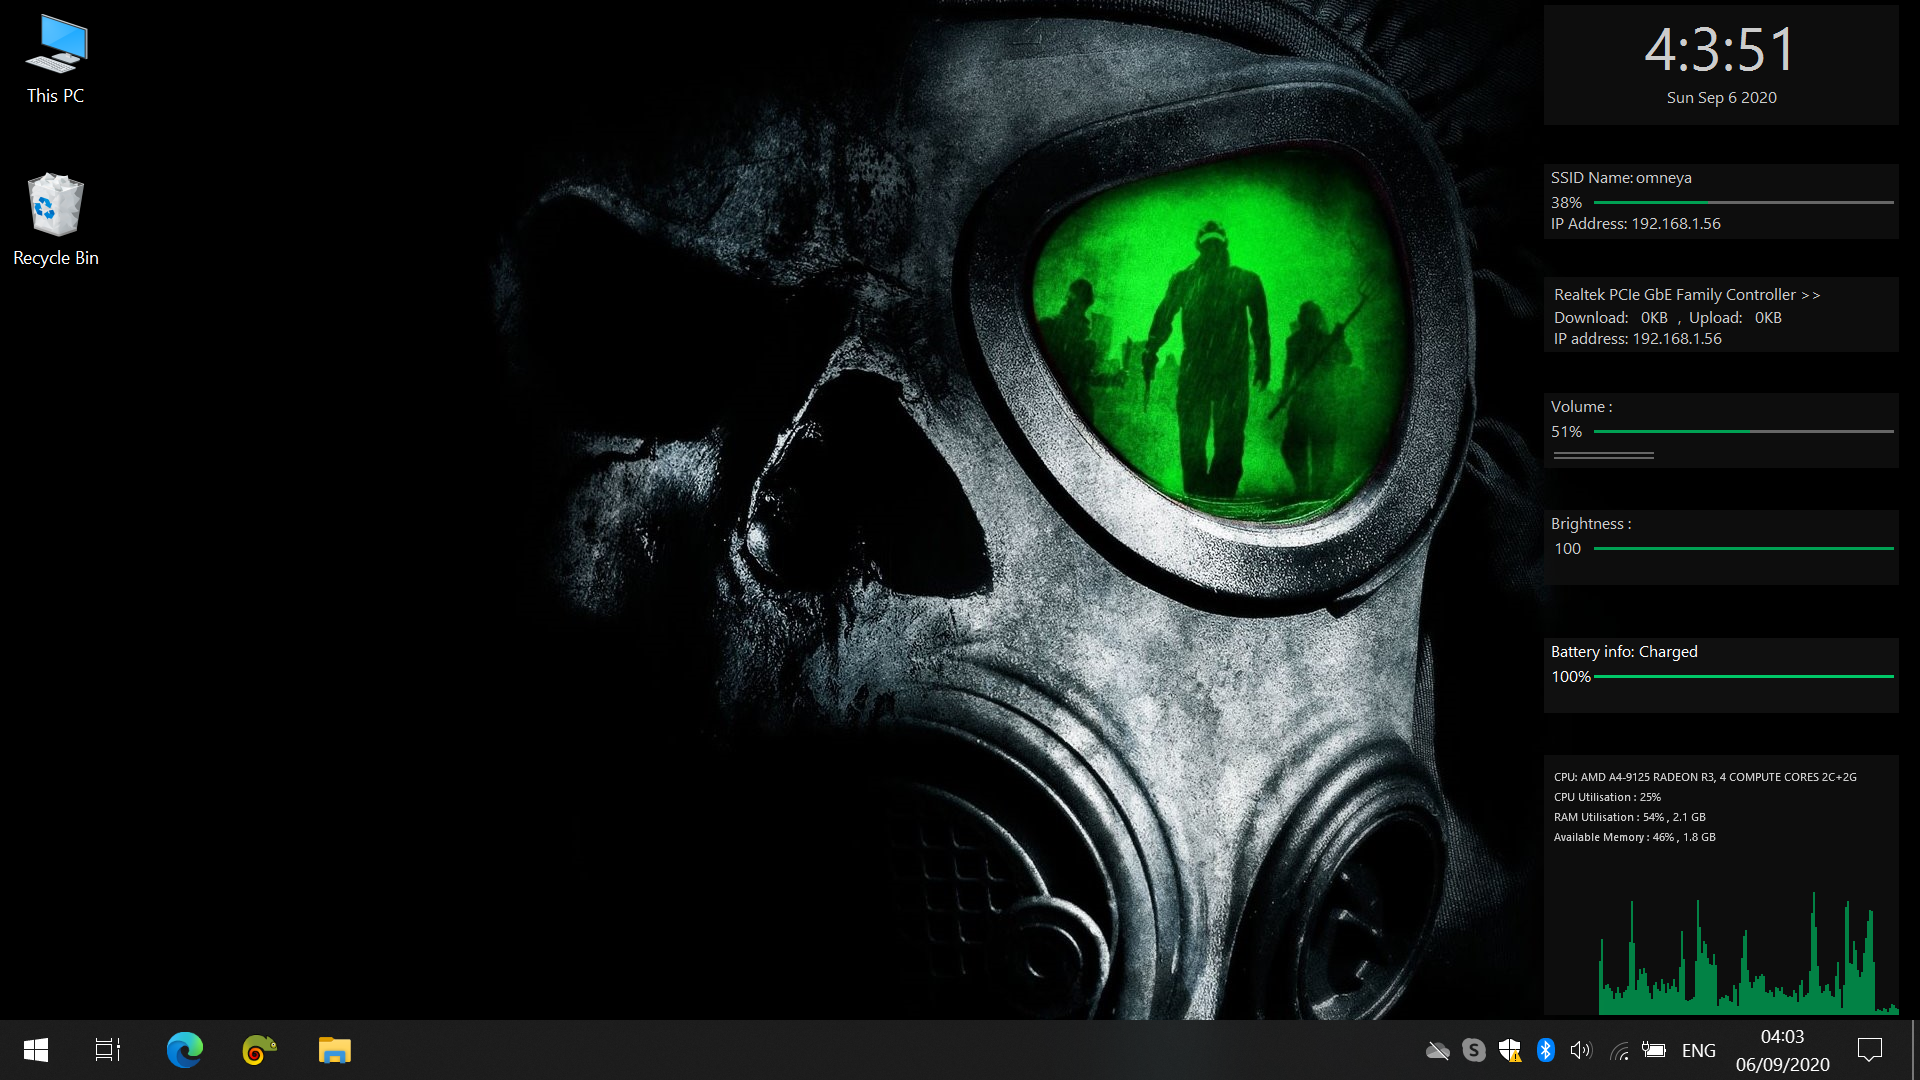 This PC
Recycle Bin
4:3:51
Sun Sep 6 2020
SSID Name: omneya
38%
IP Address: 192.168.1.56
Realtek PCIe GbE Family Controller >>
Download: 0KB , Upload: 0KB
IP address: 192.168.1.56
Volume :
51%
Brightness :
100
Battery info: Charged
100%
CPU: AMD A4-9125 RADEON R3, 4 COMPUTE CORES 2C+2G
CPU Utilisation : 25%
RAM Utilisation : 54% , 2.1 GB
Available Memory : 46% , 1.8 GB
ENG
04:03
06/09/2020